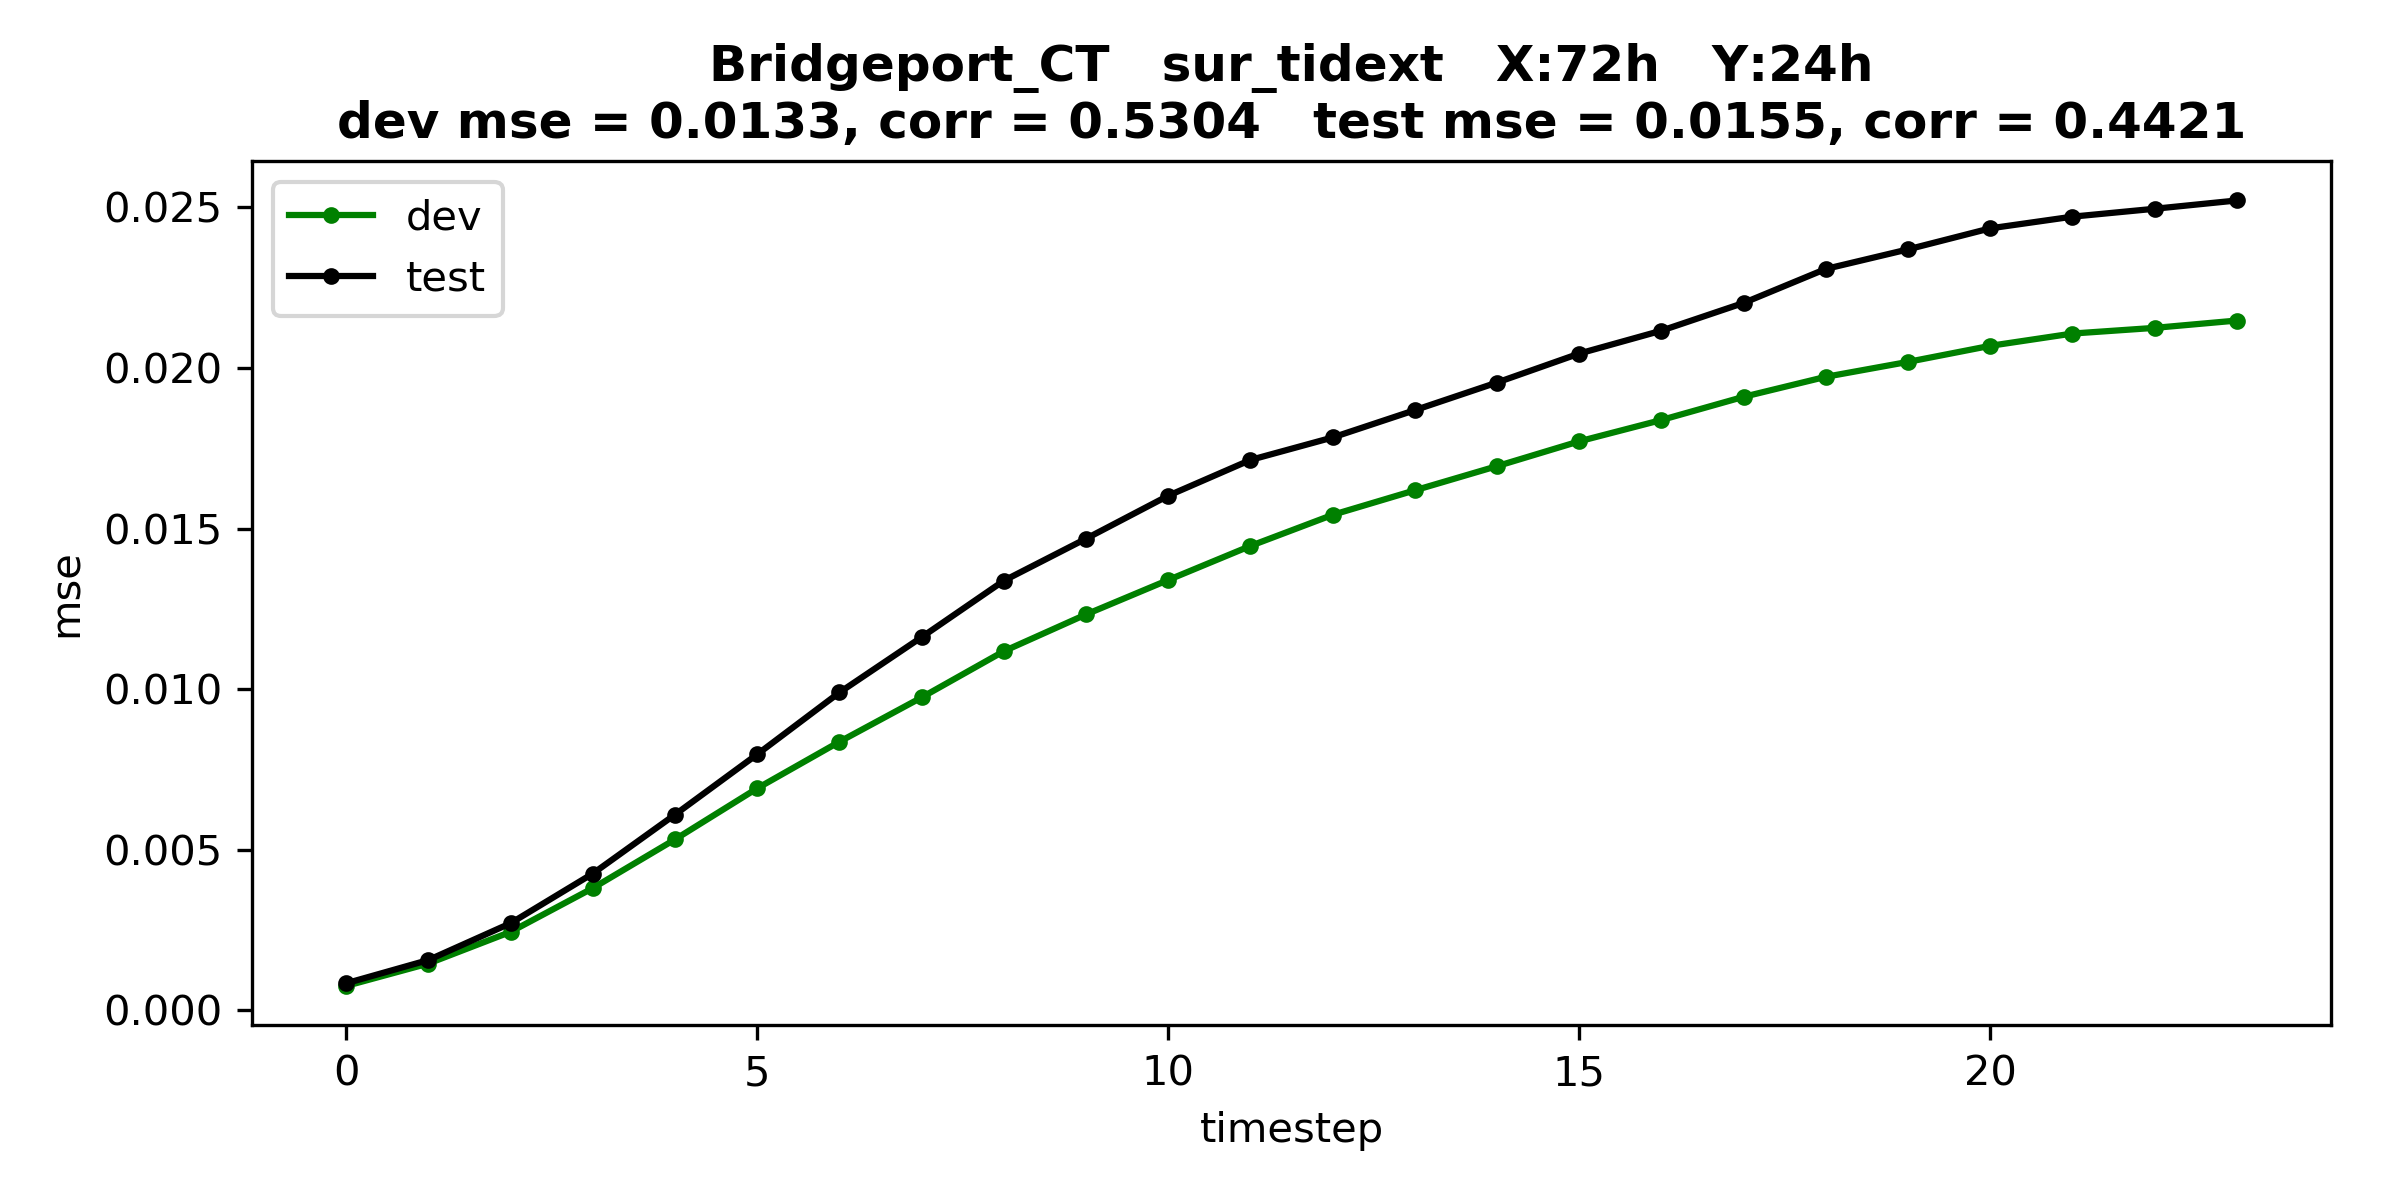 Bridgeport_CT   sur_tidext   X:72h   Y:24h
dev mse = 0.0133, corr = 0.5304   test mse = 0.0155, corr = 0.4421
dev
test
0.025
0.020
0.015
0.010
0.005
0.000
mse
0 5 10 15 20
timestep